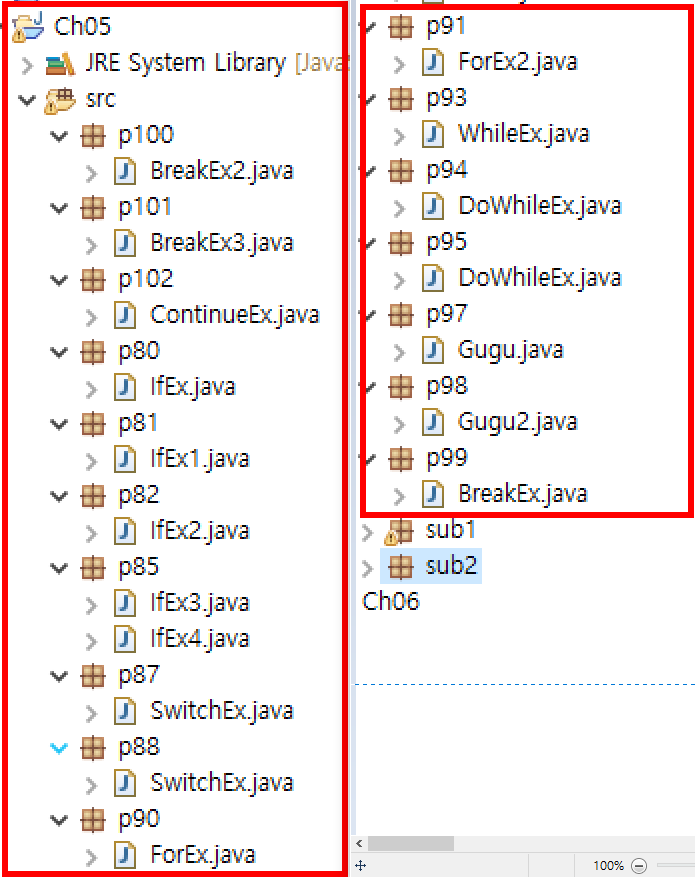 Ch05
JRE System Library [Java
src
p100
BreakEx2.java
p101
BreakEx3.java
p102
ContinueEx.java
p80
IfEx.java
p81
IfEx1.java
p82
IfEx2.java
p85
IfEx3.java
IfEx4.java
p87
SwitchEx.java
p88
SwitchEx.java
p90
ForEx.java
p91
ForEx2.java
p93
WhileEx.java
p94
DoWhileEx.java
p95
DoWhileEx.java
p97
Gugu.java
p98
Gugu2.java
p99
BreakEx.java
sub1
sub2
Ch06
100%